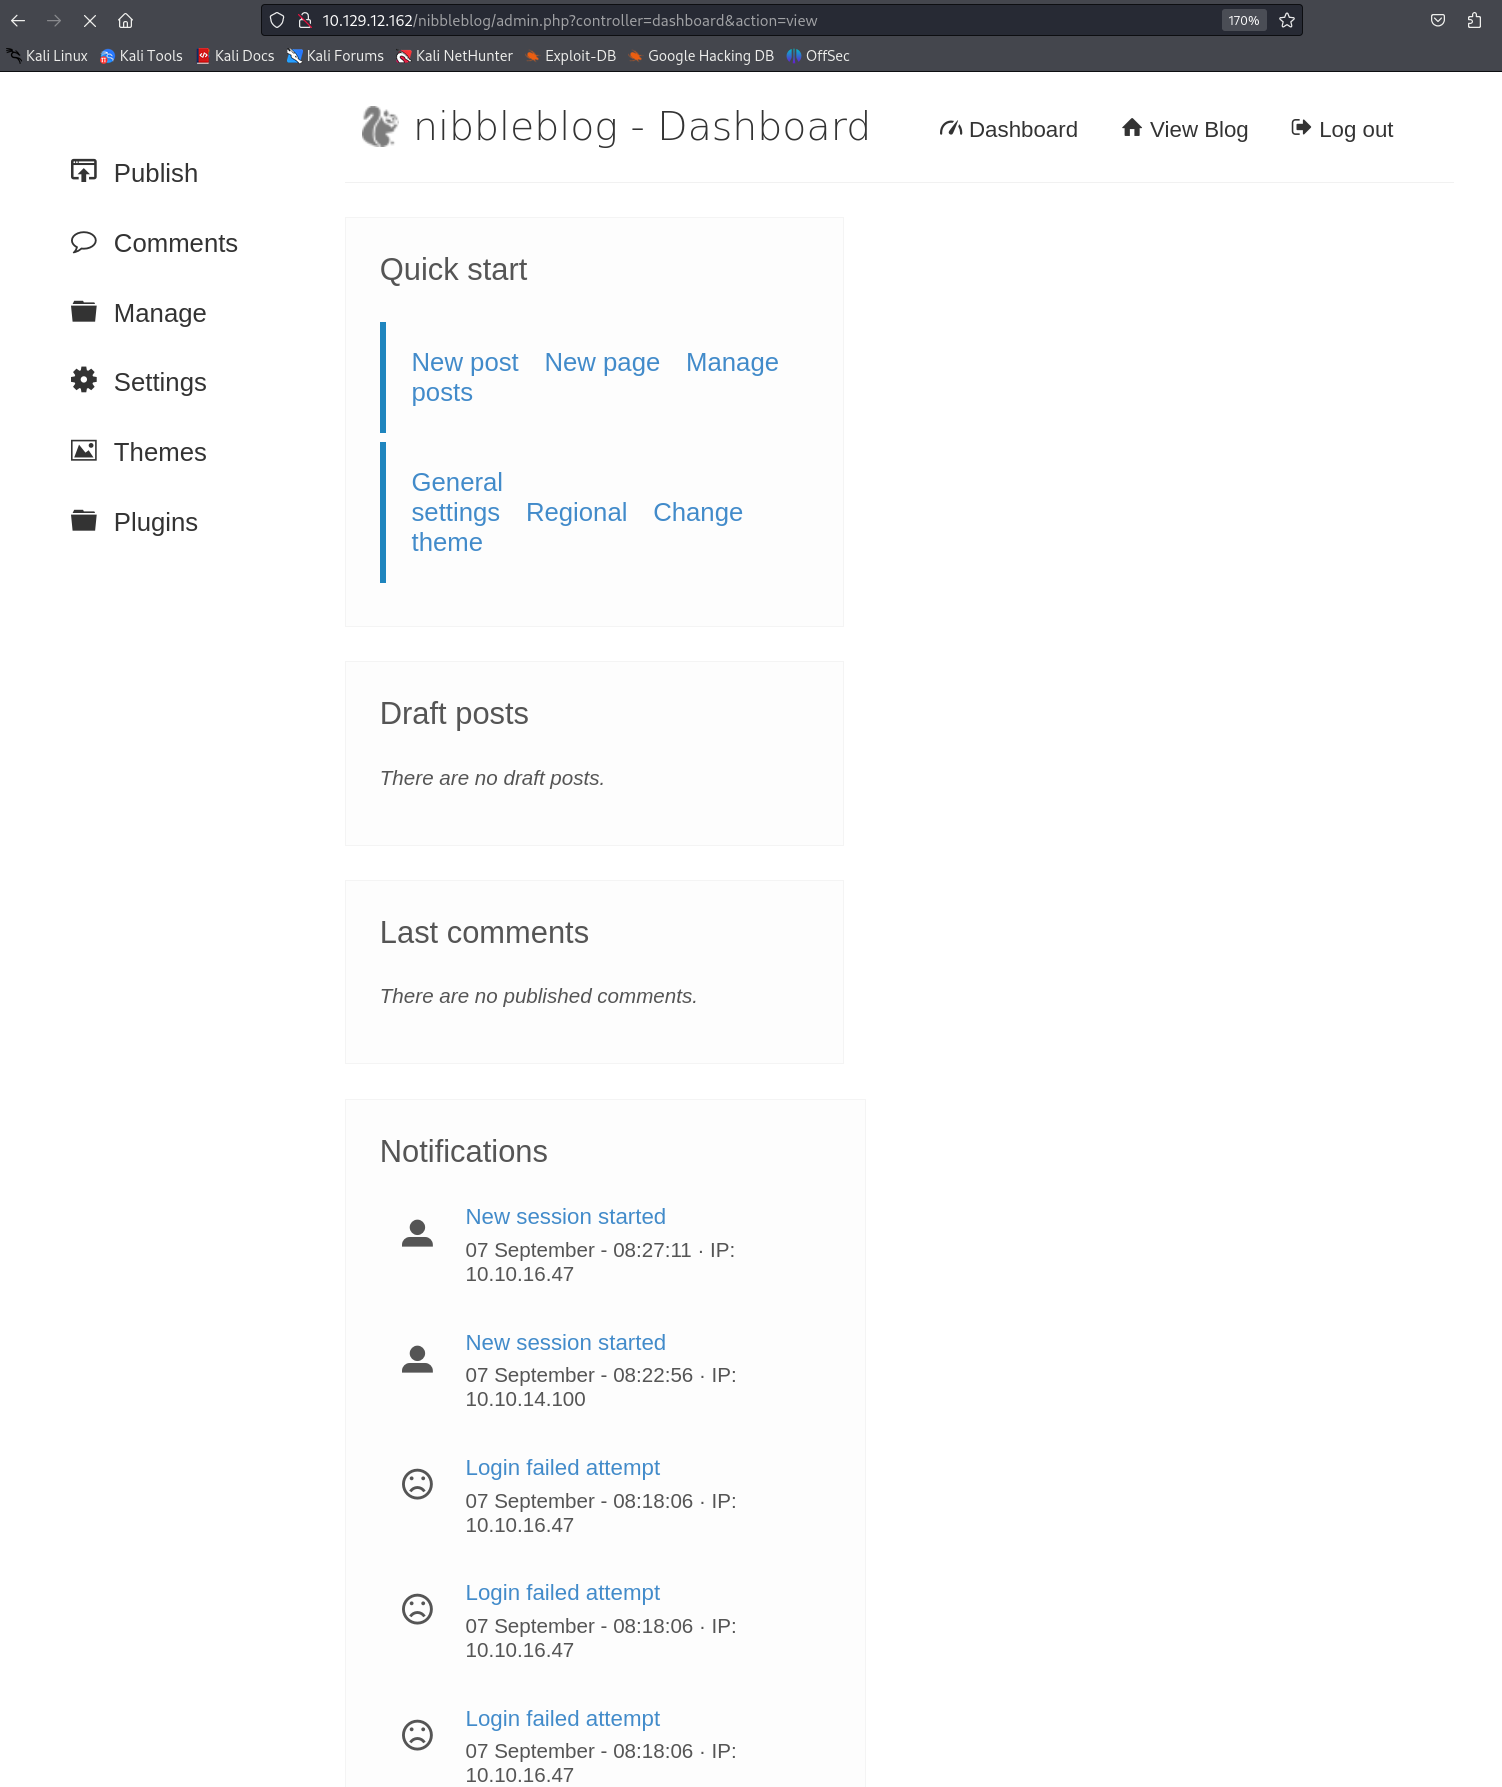 10.129.12.162/nibbleblog/admin.php?controller=dashboard&action=view
170%
Kali Linux Kali Tools Kali Docs Kali Forums Kali NetHunter Exploit-DB Google Hacking DB OffSec
nibbleblog - Dashboard
Dashboard View Blog Log out
Publish
Comments
Manage
Settings
Themes
Plugins
Quick start
New post New page Manage
posts
General
settings Regional Change
theme
Draft posts
There are no draft posts.
Last comments
There are no published comments.
Notifications
New session started
07 September - 08:27:11 · IP:
10.10.16.47
New session started
07 September - 08:22:56 · IP:
10.10.14.100
Login failed attempt
07 September - 08:18:06 · IP:
10.10.16.47
Login failed attempt
07 September - 08:18:06 · IP:
10.10.16.47
Login failed attempt
07 September - 08:18:06 · IP:
10.10.16.47